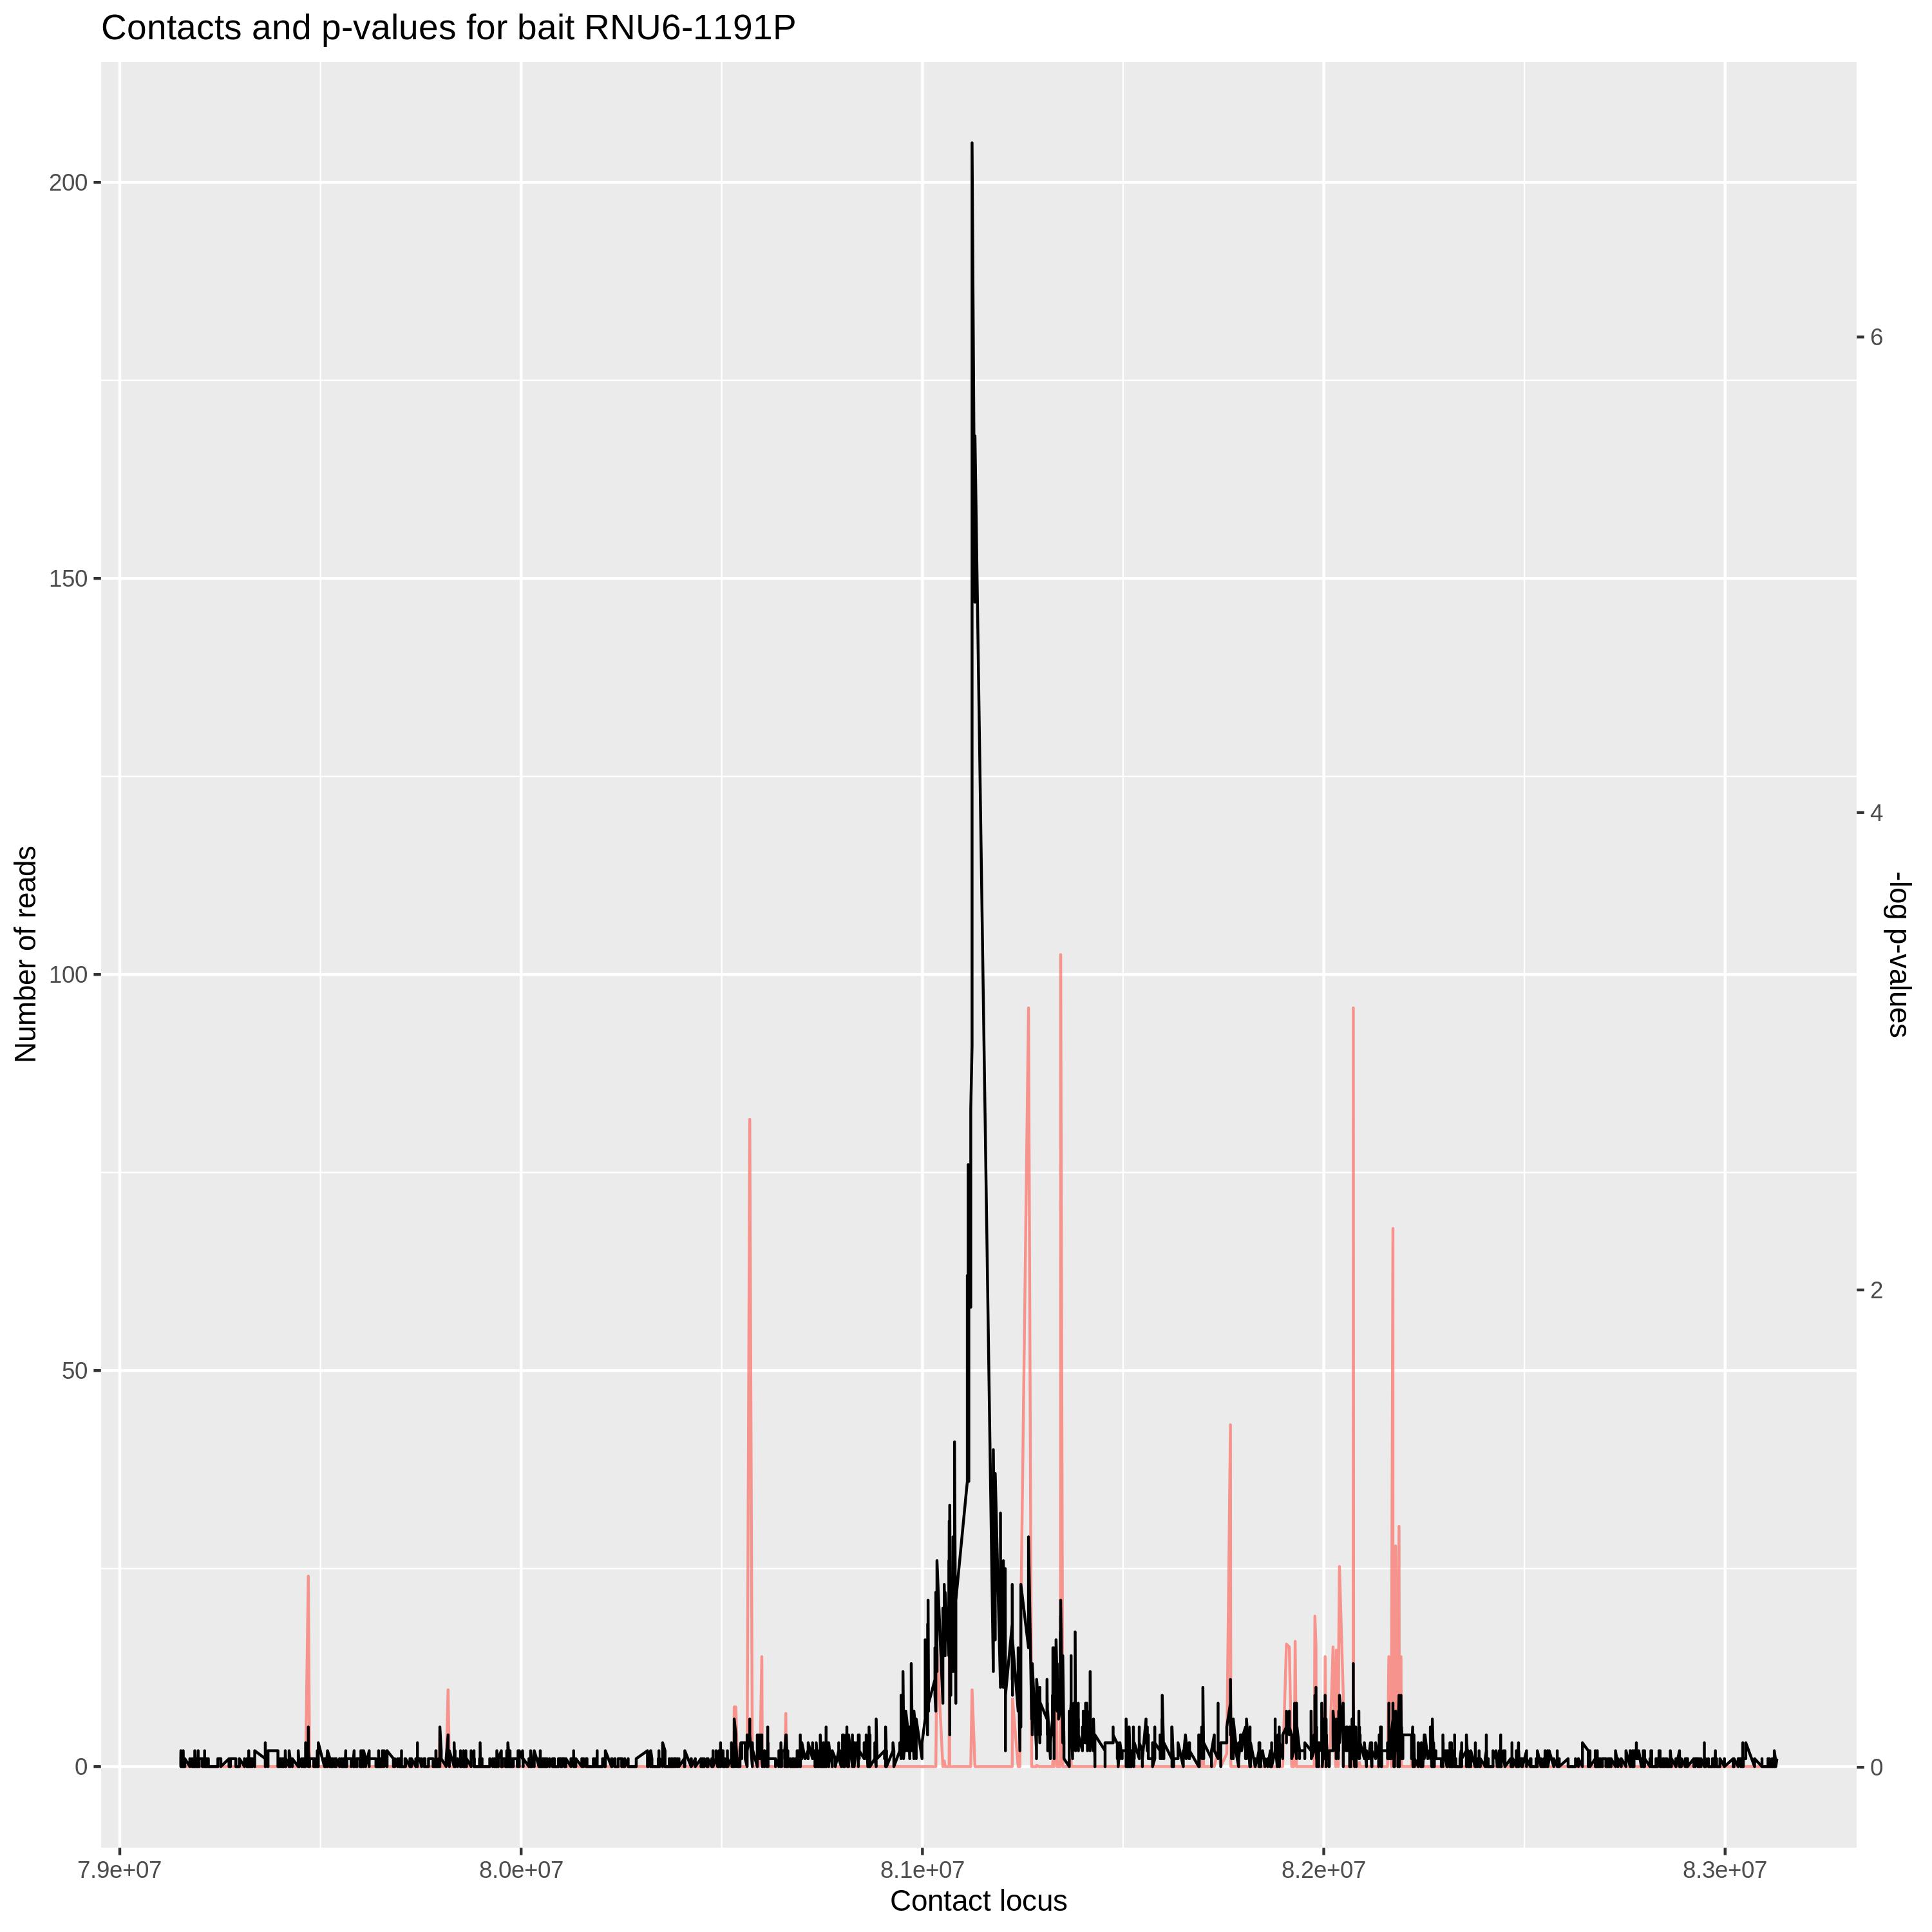 Contacts and p-values for bait RNU6-1191P
200
150
100
50
0
Number of reads
6
4
2
0
-log p-values
7.9e+07
8.0e+07
8.1e+07
8.2e+07
8.3e+07
Contact locus